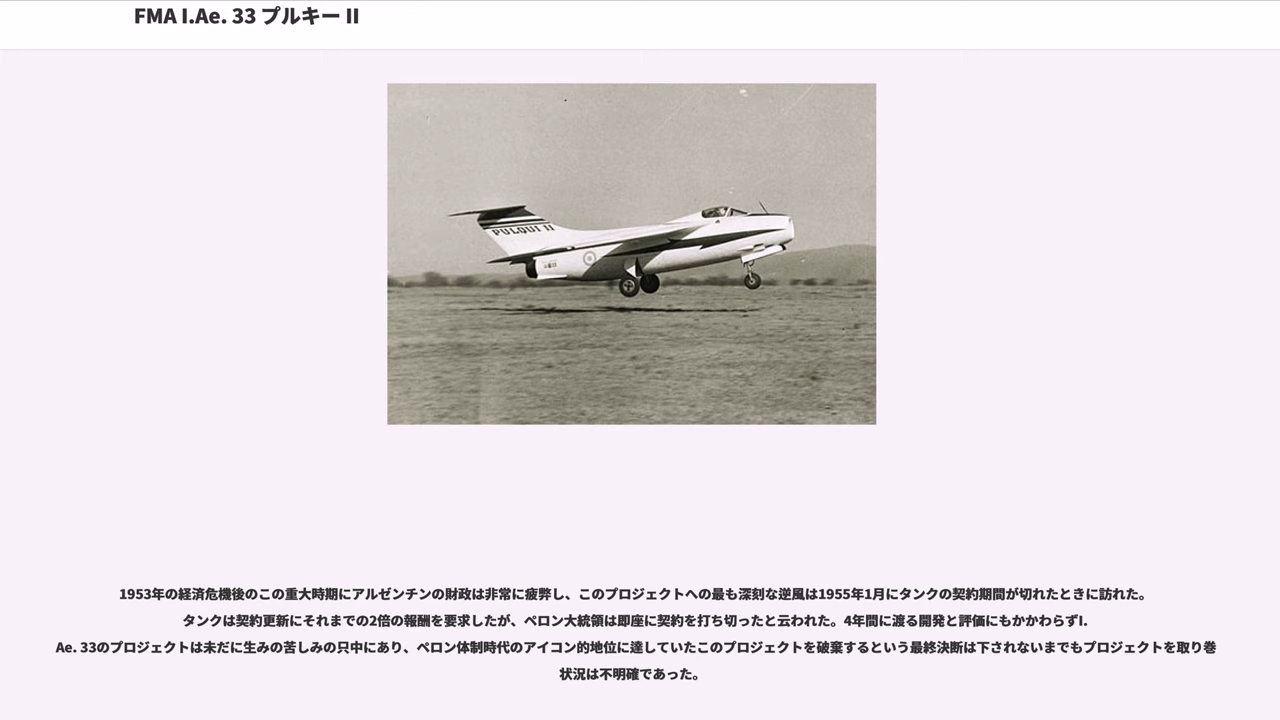 FMA I.Ae. 33 プルキー II
PULQUI II
1953年の経済危機後のこの重大時期にアルゼンチンの財政は非常に疲弊し、このプロジェクトへの最も深刻な逆風は1955年1月にタンクの契約期間が切れたときに訪れた。
タンクは契約更新にそれまでの2倍の報酬を要求したが、ペロン大統領は即座に契約を打ち切ったと云われた。4年間に渡る開発と評価にもかかわらずI.
Ae. 33のプロジェクトは未だに生みの苦しみの只中にあり、ペロン体制時代のアイコン的地位に達していたこのプロジェクトを破棄するという最終決断は下されないまでもプロジェクトを取り巻
状況は不明確であった。